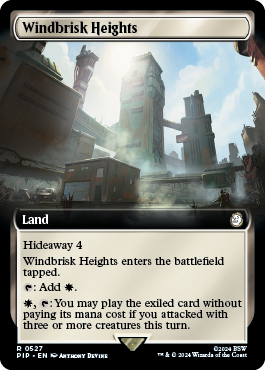 Windbrisk Heights
Land
Hideaway 4
Windbrisk Heights enters the battlefield
tapped.
: Add .
, :You may play the exiled card without
paying its mana cost if you attacked with
three or more creatures this turn.
R 0527
©2024 BSW
PIP • EN Anthony Devine
™ & © 2024 Wizards of the Coast